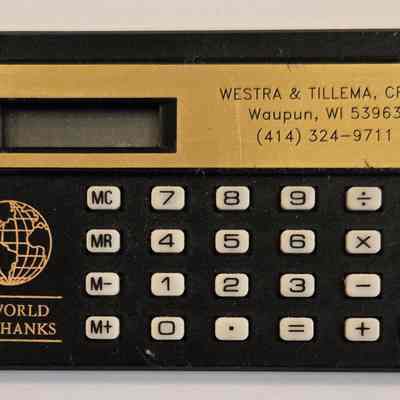 WESTRA & TILLEMA, CP
Waupun, WI 53963
(414) 324-9711
MC 7 8 9 ÷
MR 4 5 6 ×
M- 1 2 3 −
M+ 0 . = +
WORLD
HANKS